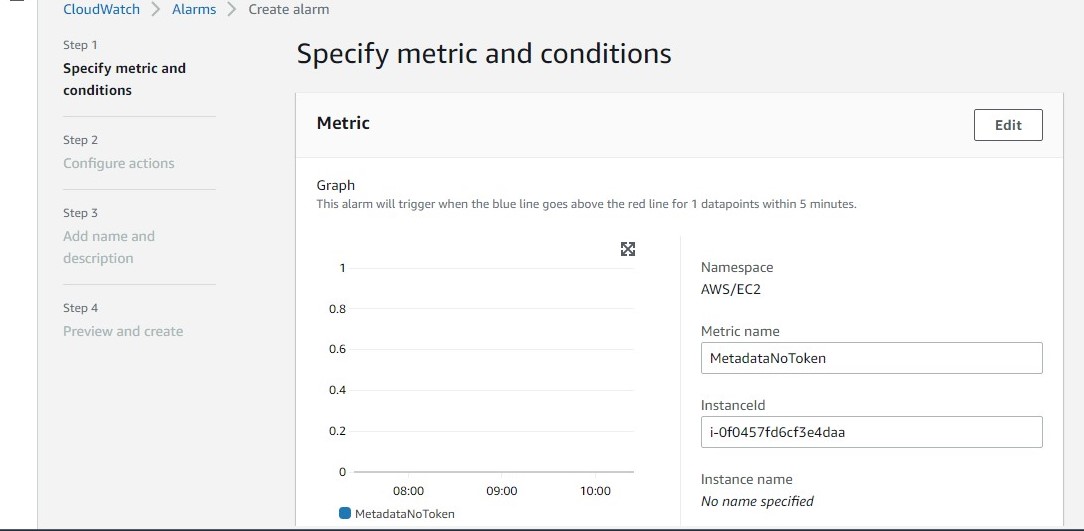 CloudWatch > Alarms > Create alarm
Step 1
Specify metric and
conditions
Step 2
Configure actions
Step 3
Add name and
description
Step 4
Preview and create
Specify metric and conditions
Metric
Edit
Graph
This alarm will trigger when the blue line goes above the red line for 1 datapoints within 5 minutes.
1
0.8
0.6
0.4
0.2
0
08:00 09:00 10:00
MetadataNoToken
Namespace
AWS/EC2
Metric name
MetadataNoToken
InstanceId
i-0f0457fd6cf3e4daa
Instance name
No name specified